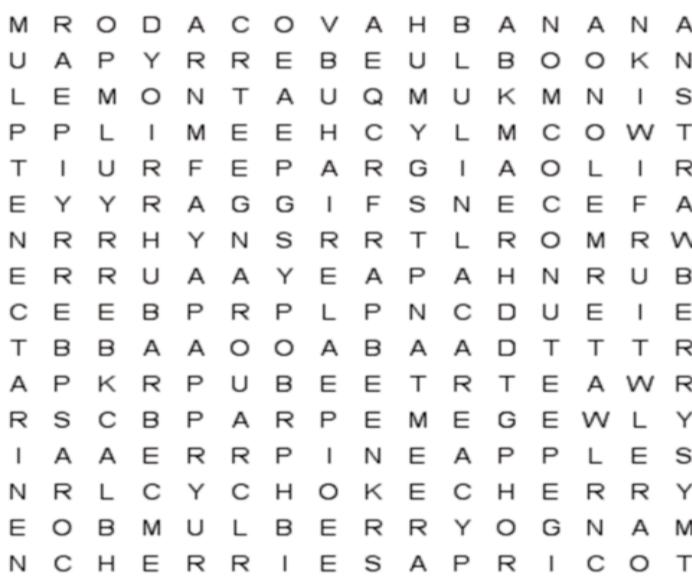 M R O D A C O V A H B A N A N A
U A P Y R R E B E U L B O O K N
L E M O N T A U Q M U K M N I S
P P L I M E E H C Y L M C O W T
T I U R F E P A R G I A O L I R
E Y Y R A G G I F S N E C E F A
N R R H Y N S R R T L R O M R W
E R R U A A Y E A P A H N R U B
C E E B P R P L P N C D U E I E
T B B A A O O A B A A D T T T R
A P K R P U B E E T R T E A W R
R S C B P A R P E M E G E W L Y
I A A E R R P I N E A P P L E S
N R L C Y C H O K E C H E R R Y
E O B M U L B E R R Y O G N A M
N C H E R R I E S A P R I C O T